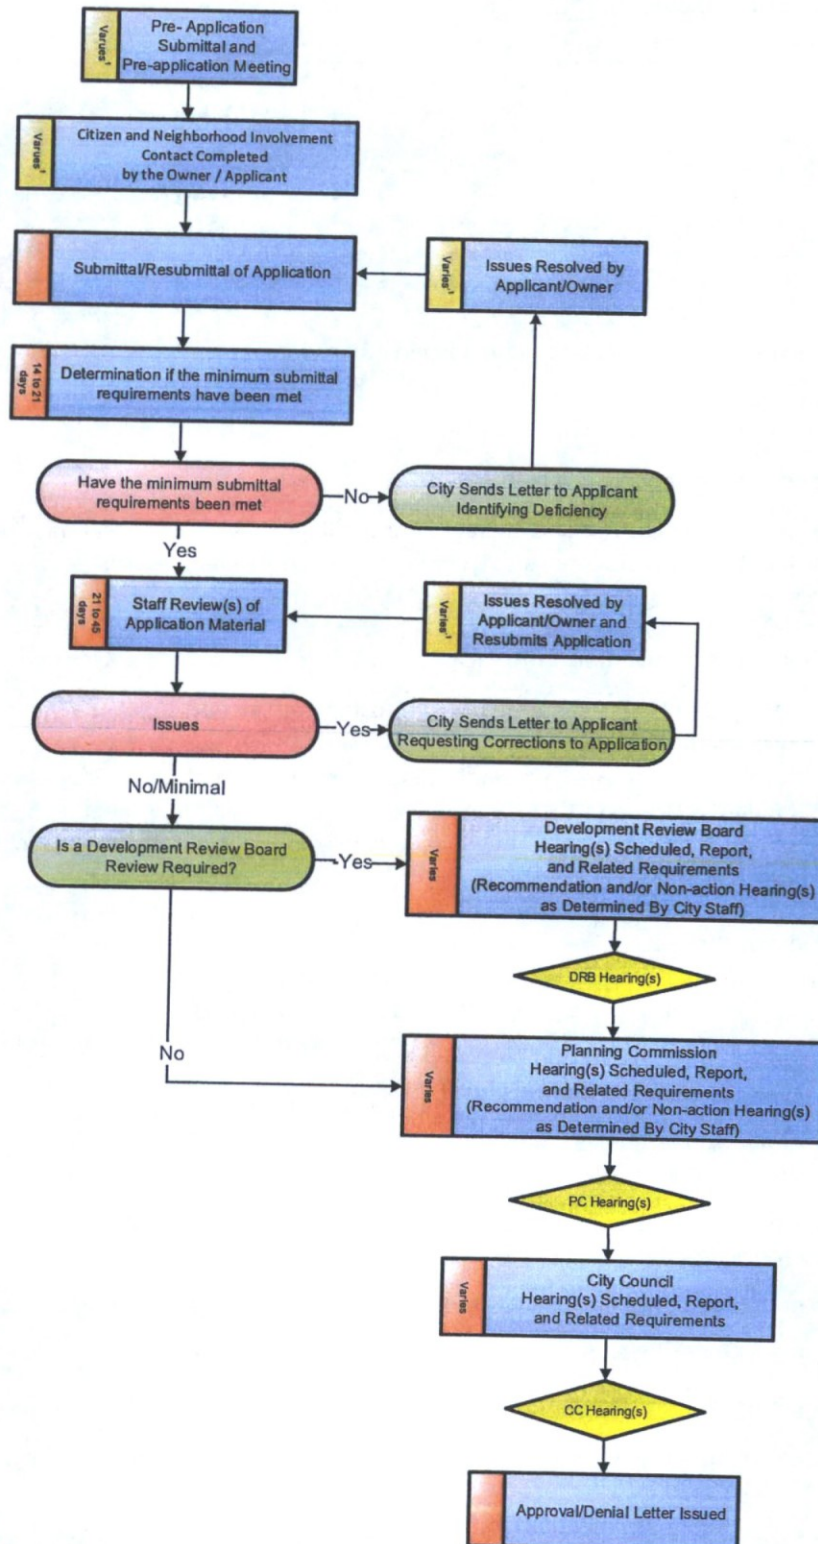 Varues¹
Pre- Application
Submittal and
Pre-application Meeting
Varues¹
Citizen and Neighborhood Involvement
Contact Completed
by the Owner / Applicant
Submittal/Resubmittal of Application
Varies¹
Issues Resolved by
Applicant/Owner
14 to 21
days
Determination if the minimum submittal
requirements have been met
Have the minimum submittal
requirements been met
No
City Sends Letter to Applicant
Identifying Deficiency
Yes
21 to 45
days
Staff Review(s) of
Application Material
Varies¹
Issues Resolved by
Applicant/Owner and
Resubmits Application
Issues
Yes
City Sends Letter to Applicant
Requesting Corrections to Application
No/Minimal
Is a Development Review Board
Review Required?
Yes
Varies
Development Review Board
Hearing(s) Scheduled, Report,
and Related Requirements
(Recommendation and/or Non-action Hearing(s)
as Determined By City Staff)
DRB Hearing(s)
No
Varies
Planning Commission
Hearing(s) Scheduled, Report,
and Related Requirements
(Recommendation and/or Non-action Hearing(s)
as Determined By City Staff)
PC Hearing(s)
Varies
City Council
Hearing(s) Scheduled, Report,
and Related Requirements
CC Hearing(s)
Approval/Denial Letter Issued